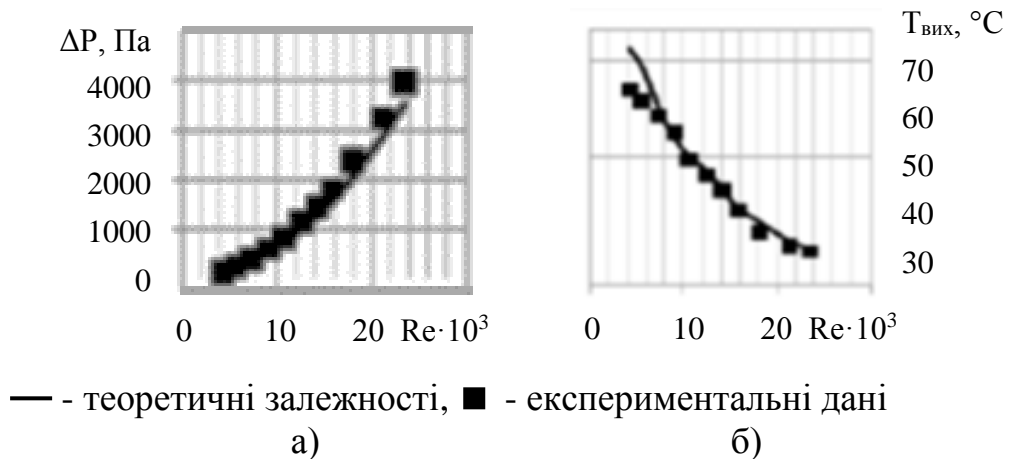 ΔP, Па
4000
3000
2000
1000
0
0 10 20 Re·10³
Tвих, °C
70
60
50
40
30
0 10 20 Re·10³
— - теоретичні залежності, ■ - експериментальні дані
а) б)